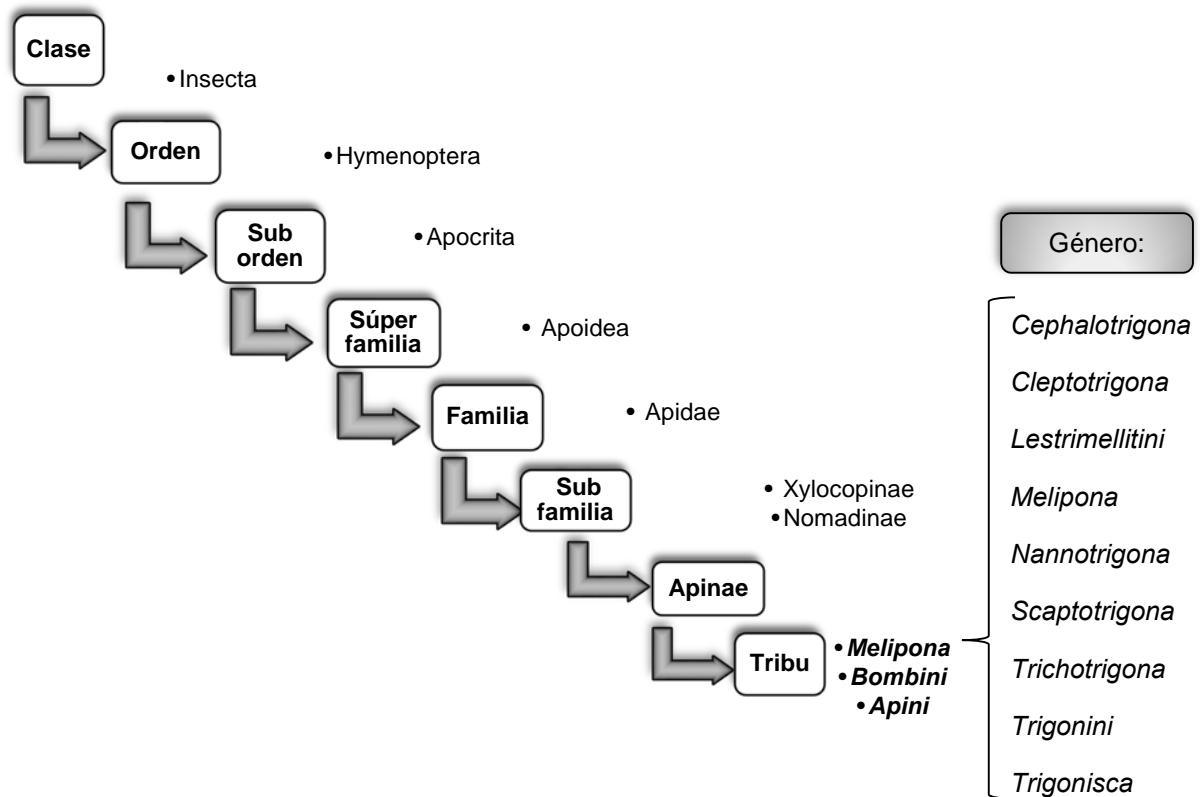 Clase
• Insecta
Orden
• Hymenoptera
Sub
orden
• Apocrita
Súper
familia
• Apoidea
Familia
• Apidae
Sub
familia
• Xylocopinae
• Nomadinae
Apinae
Tribu
• Melipona
• Bombini
• Apini
Género:
Cephalotrigona
Cleptotrigona
Lestrimellitini
Melipona
Nannotrigona
Scaptotrigona
Trichotrigona
Trigonini
Trigonisca